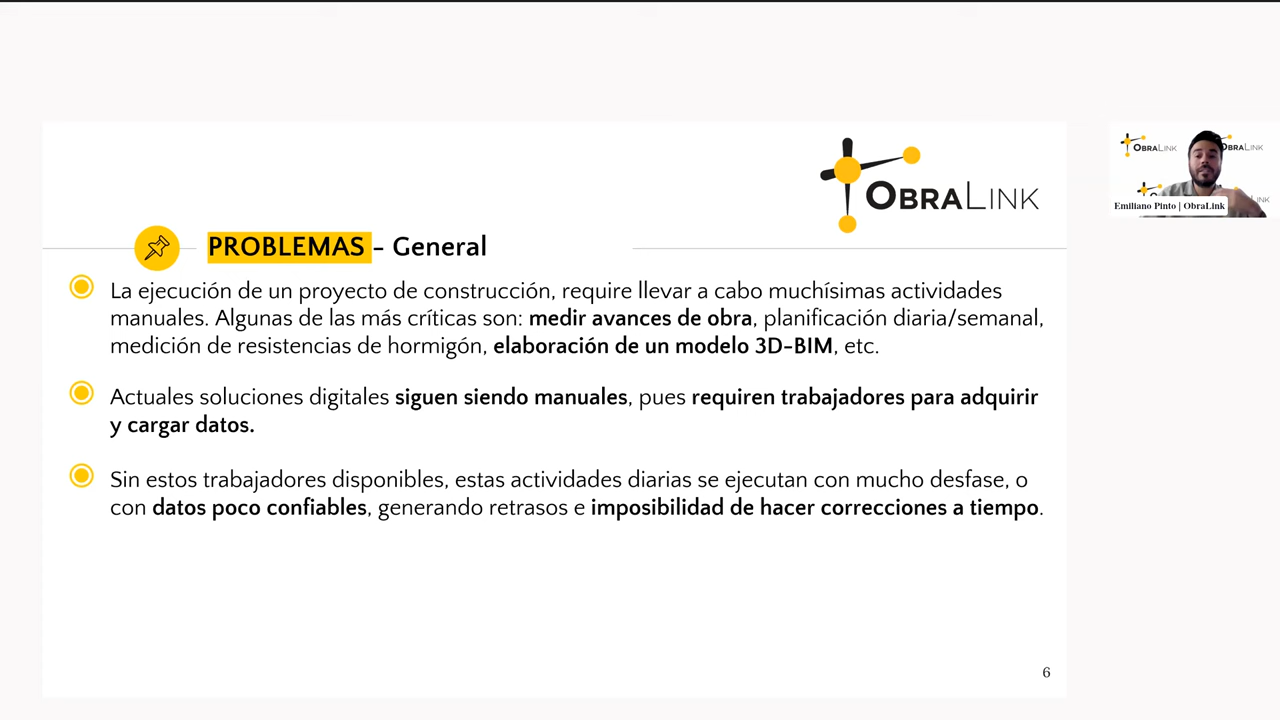 OBRALINK
PROBLEMAS – General
La ejecución de un proyecto de construcción, require llevar a cabo muchísimas actividades
manuales. Algunas de las más críticas son: medir avances de obra, planificación diaria/semanal,
medición de resistencias de hormigón, elaboración de un modelo 3D-BIM, etc.
Actuales soluciones digitales siguen siendo manuales, pues requiren trabajadores para adquirir
y cargar datos.
Sin estos trabajadores disponibles, estas actividades diarias se ejecutan con mucho desfase, o
con datos poco confiables, generando retrasos e imposibilidad de hacer correcciones a tiempo.
6
OBRALINK
OBRALINK
Emiliano Pinto | ObraLink